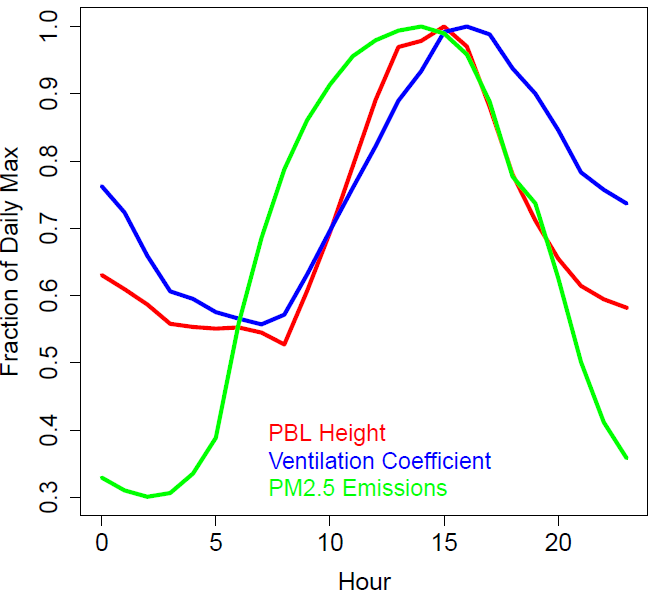 Fraction of Daily Max
1.0
0.9
0.8
0.7
0.6
0.5
0.4
0.3
PBL Height
Ventilation Coefficient
PM2.5 Emissions
0 5 10 15 20
Hour